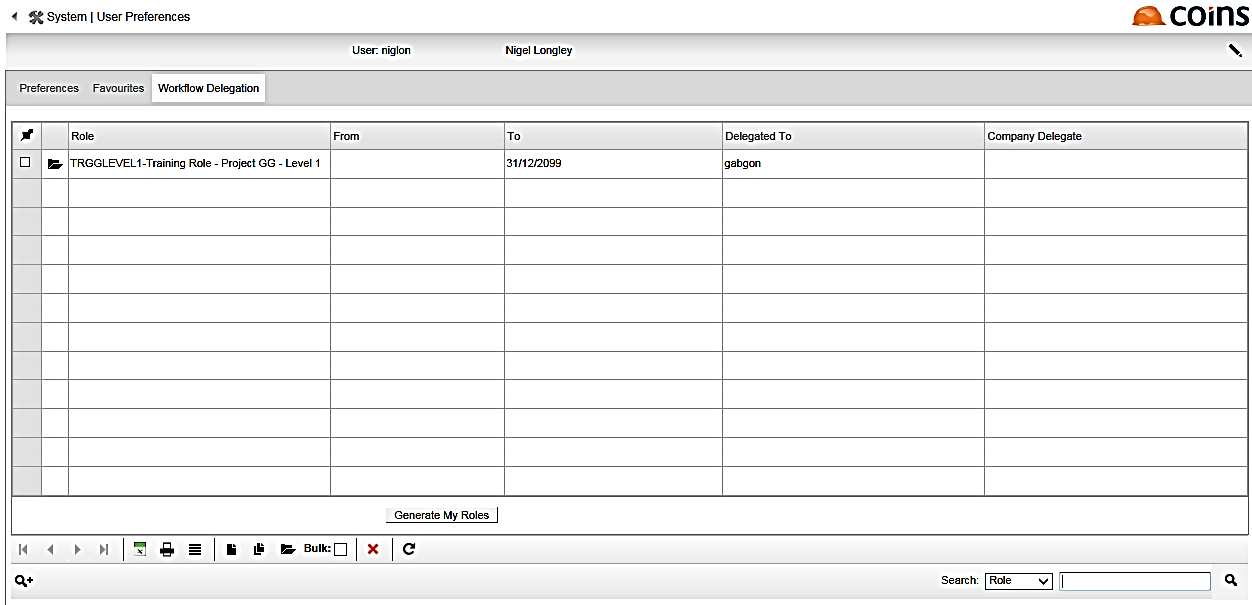 System | User Preferences
coins
User: niglon Nigel Longley
Preferences Favourites Workflow Delegation
Role From To Delegated To Company Delegate
TRGGLEVEL1-Training Role - Project GG - Level 1 31/12/2099 gabgon
Generate My Roles
Bulk:
Search: Role